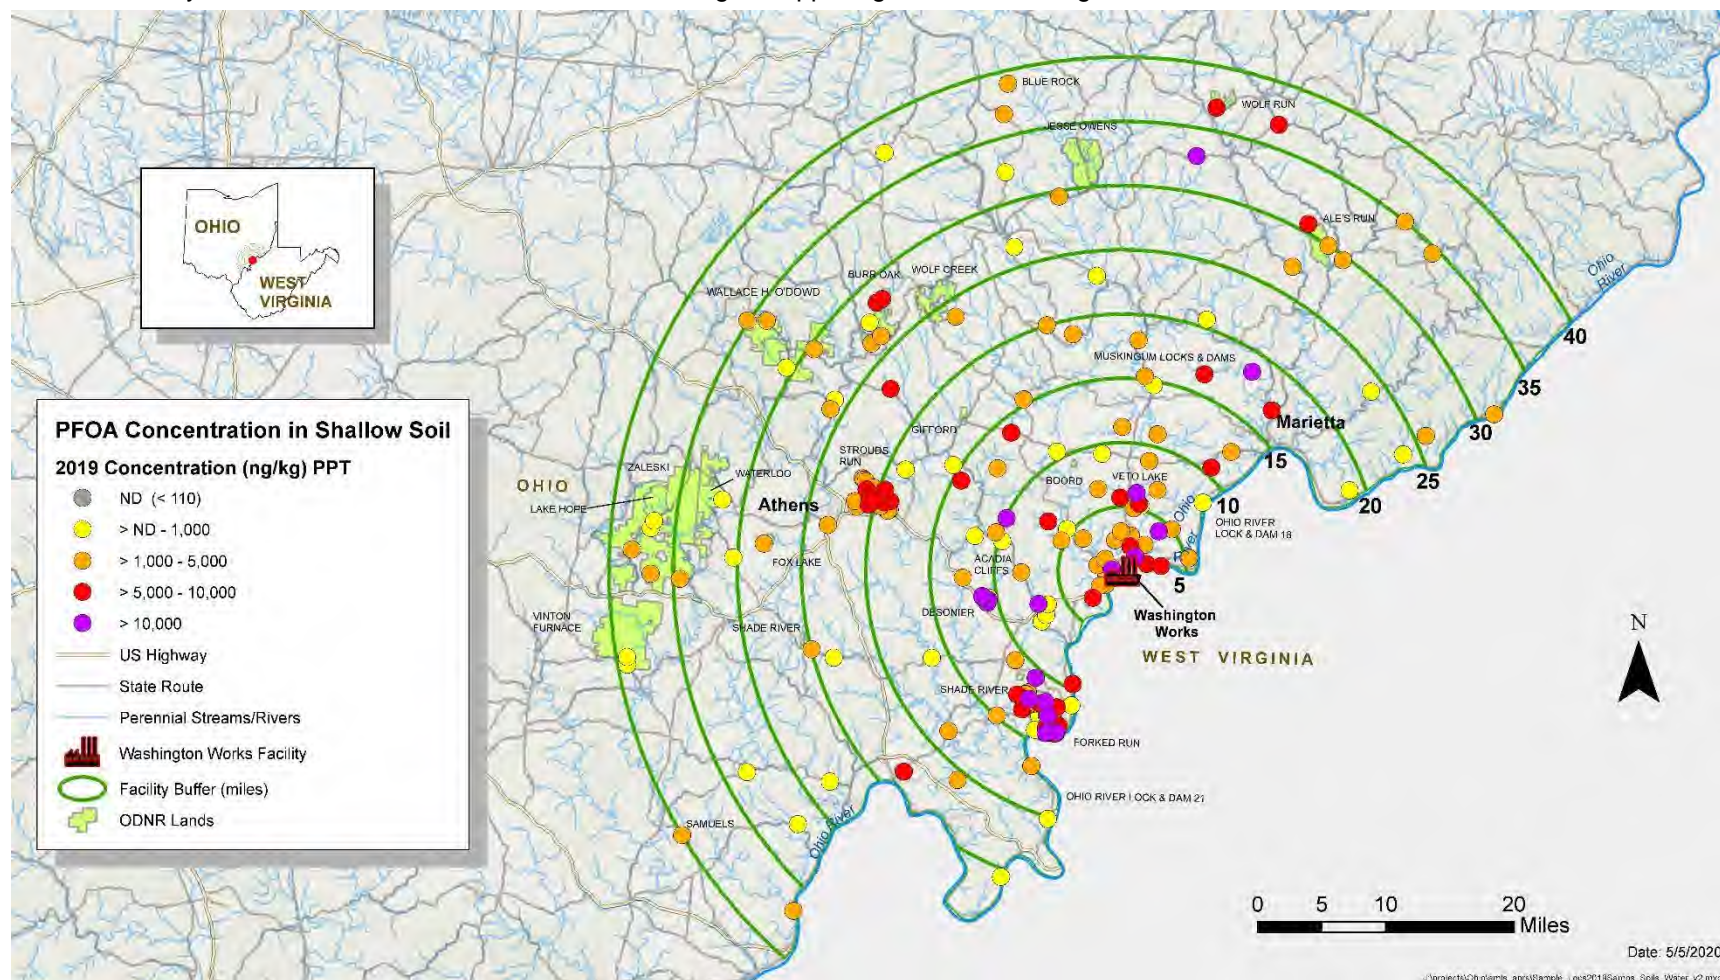 BLUE ROCK
WOLF RUN
JESSE OWENS
OHIO
WEST
VIRGINIA
ALE'S RUN
Ohio
River
BURR OAK
WOLF CREEK
WALLACE H. O'DOWD
40
MUSKINGUM LOCKS & DAMS
35
PFOA Concentration in Shallow Soil
2019 Concentration (ng/kg) PPT
ND (< 110)
> ND - 1,000
> 1,000 - 5,000
> 5,000 - 10,000
> 10,000
US Highway
State Route
Perennial Streams/Rivers
Washington Works Facility
Facility Buffer (miles)
ODNR Lands
GIFFORD
Marietta
30
STROUDS
RUN
15
ZALESKI
WATERLOO
BOORD
VETO LAKE
25
OHIO
LAKE HOPE
Athens
10
20
Ohio
River
OHIO RIVER
LOCK & DAM 18
FOX LAKE
ACADIA
CLIFFS
5
DESONIER
Washington
Works
VINTON
FURNACE
SHADE RIVER
WEST VIRGINIA
N
SHADE RIVER
FORKED RUN
OHIO RIVER LOCK & DAM 21
SAMUELS
Ohio River
0 5 10 20
Miles
Date: 5/5/2020